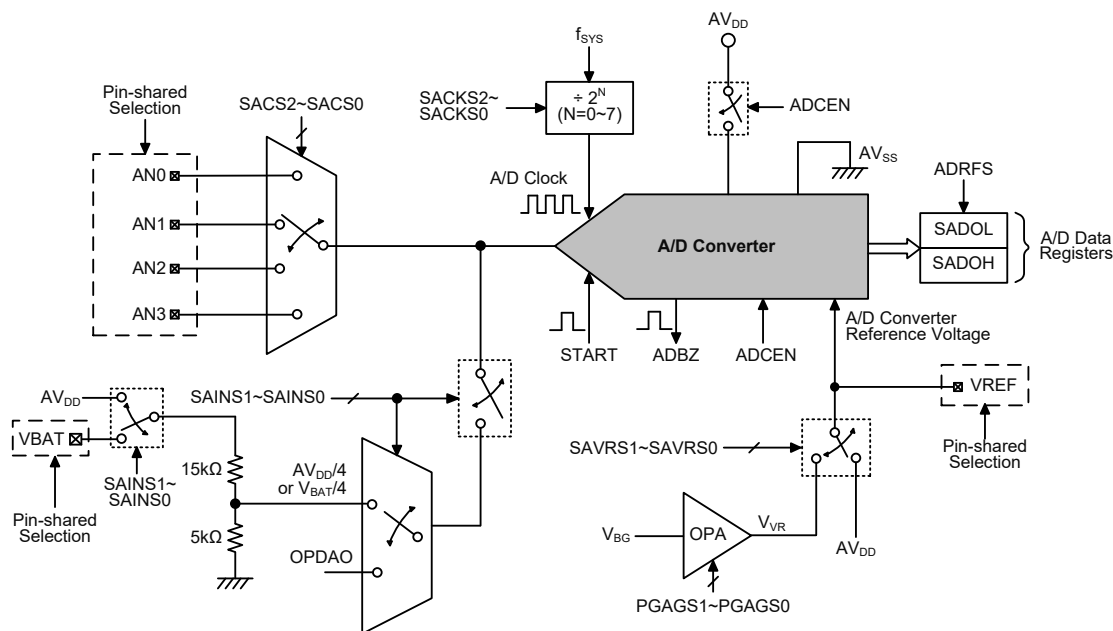 AV_DD
f_SYS
Pin-shared
Selection
SACS2~SACS0
SACKS2~
SACKS0
÷ 2^N
(N=0~7)
ADCEN
AN0
AN1
AN2
AN3
A/D Clock
AV_SS
ADRFS
A/D Converter
SADOL
SADOH
A/D Data
Registers
START
ADBZ
ADCEN
A/D Converter
Reference Voltage
AV_DD
VBAT
SAINS1~
SAINS0
Pin-shared
Selection
SAINS1~SAINS0
VREF
Pin-shared
Selection
SAVRS1~SAVRS0
15kΩ
5kΩ
AV_DD/4
or V_BAT/4
OPDAO
V_BG
OPA
V_VR
AV_DD
PGAGS1~PGAGS0